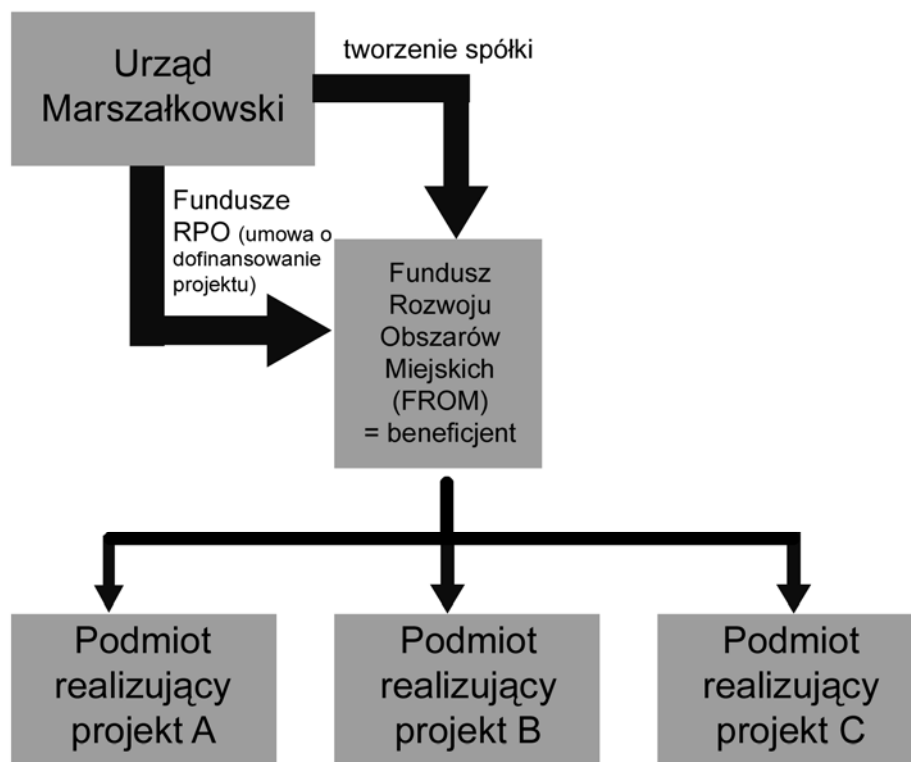 Urząd
Marszałkowski
tworzenie spółki
Fundusze
RPO (umowa o
dofinansowanie
projektu)
Fundusz
Rozwoju
Obszarów
Miejskich
(FROM)
= beneficjent
Podmiot
realizujący
projekt A
Podmiot
realizujący
projekt B
Podmiot
realizujący
projekt C